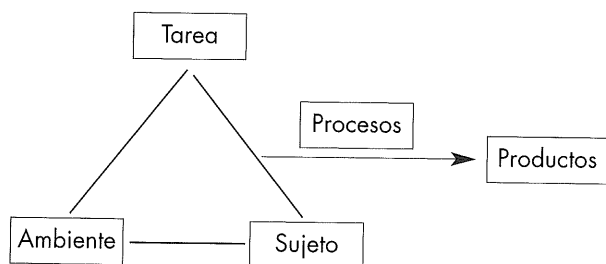 Tarea
Procesos
Productos
Ambiente
Sujeto